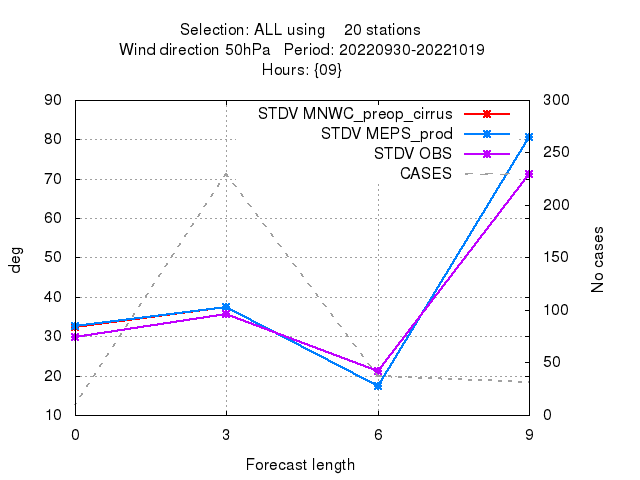 Selection: ALL using    20 stations
Wind direction 50hPa   Period: 20220930-20221019
Hours: {09}
90
80
70
60
50
40
30
20
10
deg
300
250
200
150
100
50
0
No cases
STDV MNWC_preop_cirrus
STDV MEPS_prod
STDV OBS
CASES
0 3 6 9
Forecast length